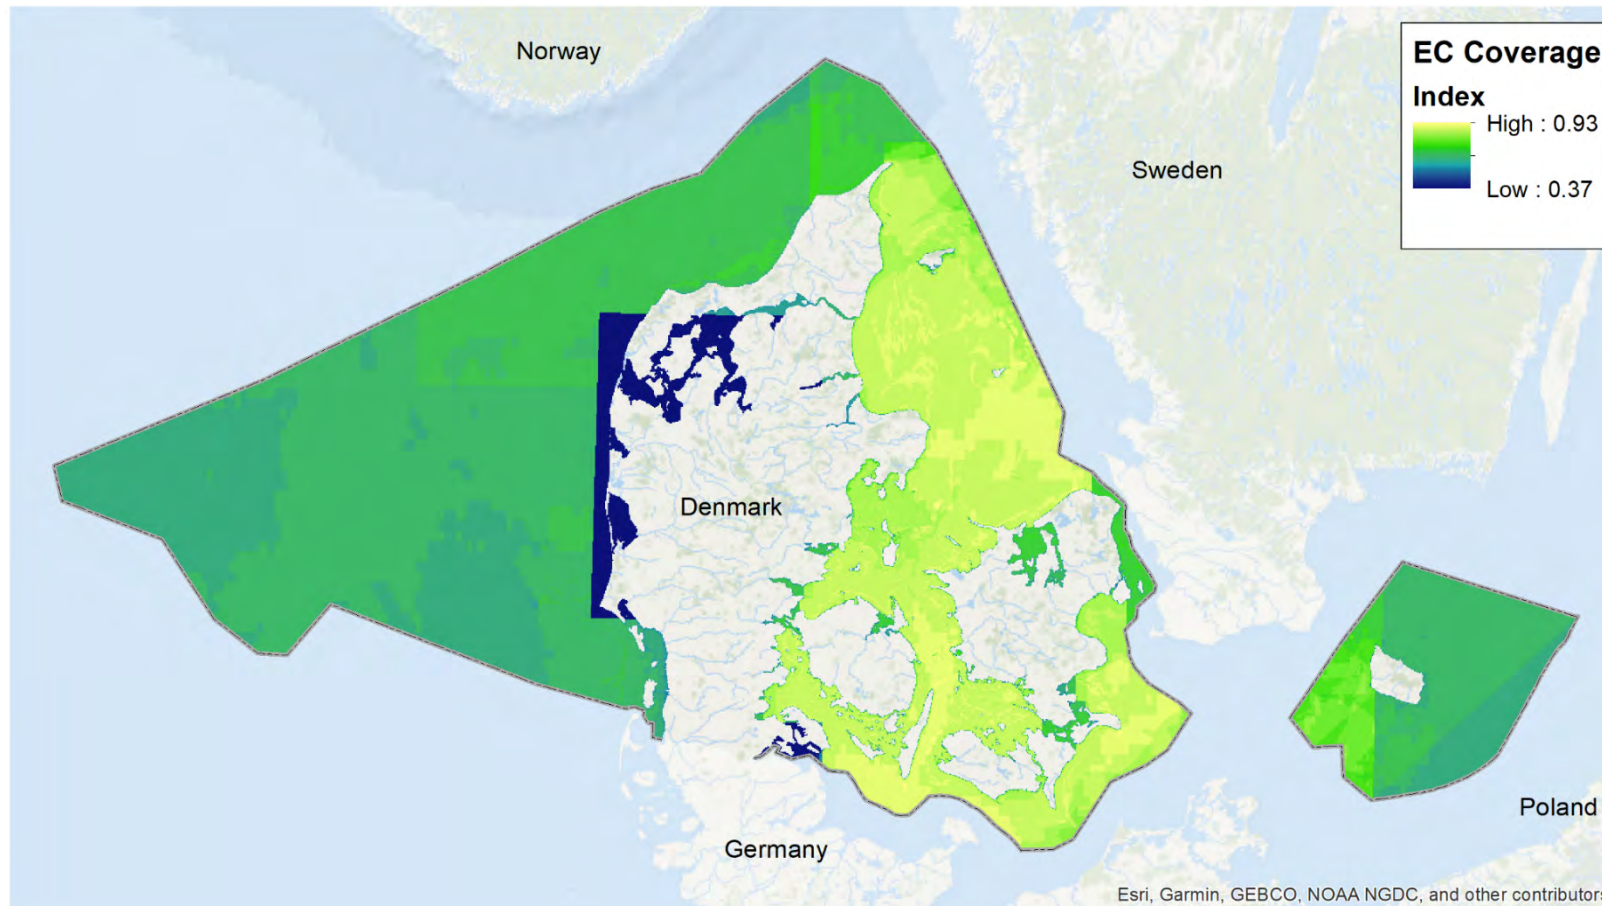 Norway
EC Coverage
Index
High : 0.93
Low : 0.37
Sweden
Denmark
Poland
Germany
Esri, Garmin, GEBCO, NOAA NGDC, and other contributors